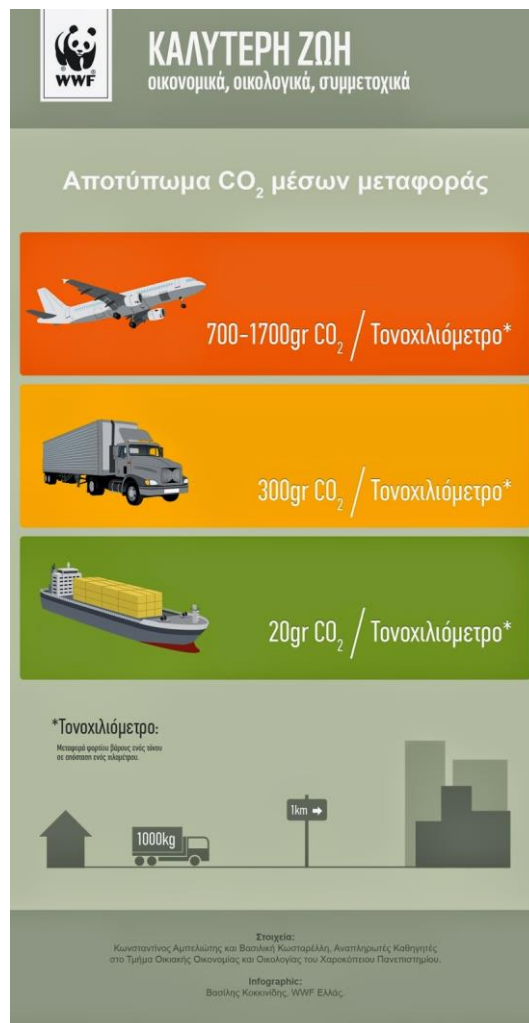 WWF
ΚΑΛΥΤΕΡΗ ΖΩΗ
οικονομικά, οικολογικά, συμμετοχικά
Αποτύπωμα CO₂ μέσων μεταφοράς
700-1700gr CO₂ / Τονοχιλιόμετρο*
300gr CO₂ / Τονοχιλιόμετρο*
20gr CO₂ / Τονοχιλιόμετρο*
*Τονοχιλιόμετρο:
Μεταφορά φορτίου βάρους ενός τόνου
σε απόσταση ενός χιλιομέτρου.
1km ➡
1000kg
Στοιχεία:
Κωνσταντίνος Αμπελιώτης και Βασιλική Κωσταρέλλη, Αναπληρωτές Καθηγητές
στο Τμήμα Οικιακής Οικονομίας και Οικολογίας του Χαροκόπειου Πανεπιστημίου.
Infographic:
Βασίλης Κοκκινίδης, WWF Ελλάς.